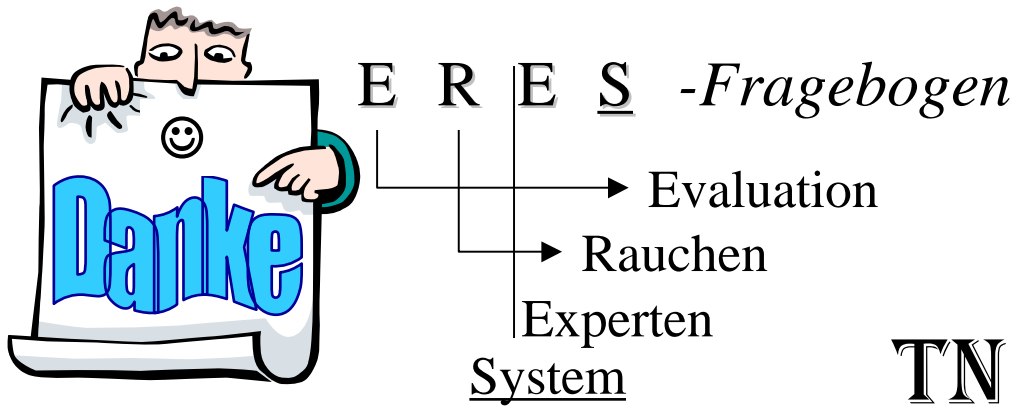 E R E S -Fragebogen
Danke
Evaluation
Rauchen
Experten
System
TN